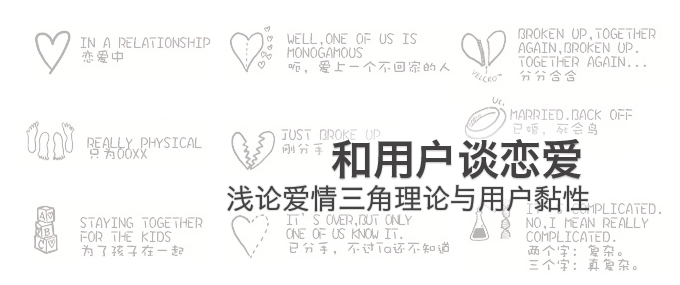 IN A RELATIONSHIP
恋爱中
WELL,ONE OF US IS
MONOGAMOUS
呃，爱上一个不回家的人
BROKEN UP,TOGETHER
AGAIN,BROKEN UP.
TOGETHER AGAIN...
分分合合
VELCRO™
REALLY PHYSICAL
只为OOXX
JUST BROKE UP
刚分手
MARRIED.BACK OFF
已婚，死会鸟
和用户谈恋爱
浅论爱情三角理论与用户黏性
STAYING TOGETHER
FOR THE KIDS
为了孩子在一起
IT'S OVER,BUT ONLY
ONE OF US KNOW IT.
已分手，不过Ta还不知道
IT'S COMPLICATED.
NO,I MEAN REALLY
COMPLICATED.
两个字：复杂。
三个字：真复杂。
A
B
C